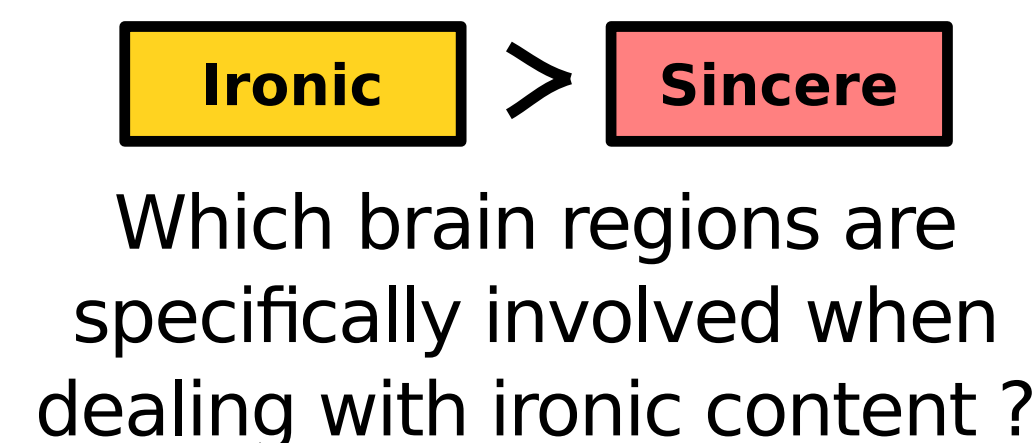 Ironic > Sincere
Which brain regions are
specifically involved when
dealing with ironic content ?